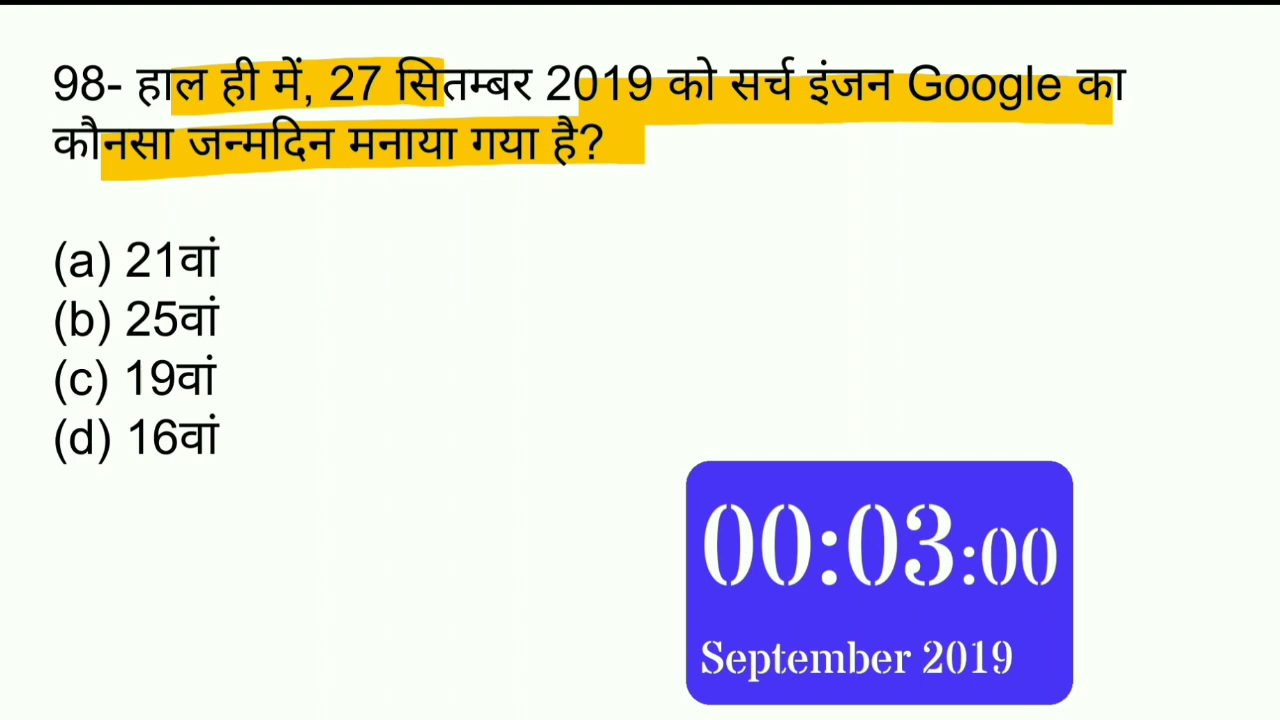 98- हाल ही में, 27 सितम्बर 2019 को सर्च इंजन Google का
कौनसा जन्मदिन मनाया गया है?
(a) 21वां
(b) 25वां
(c) 19वां
(d) 16वां
00:03:00
September 2019